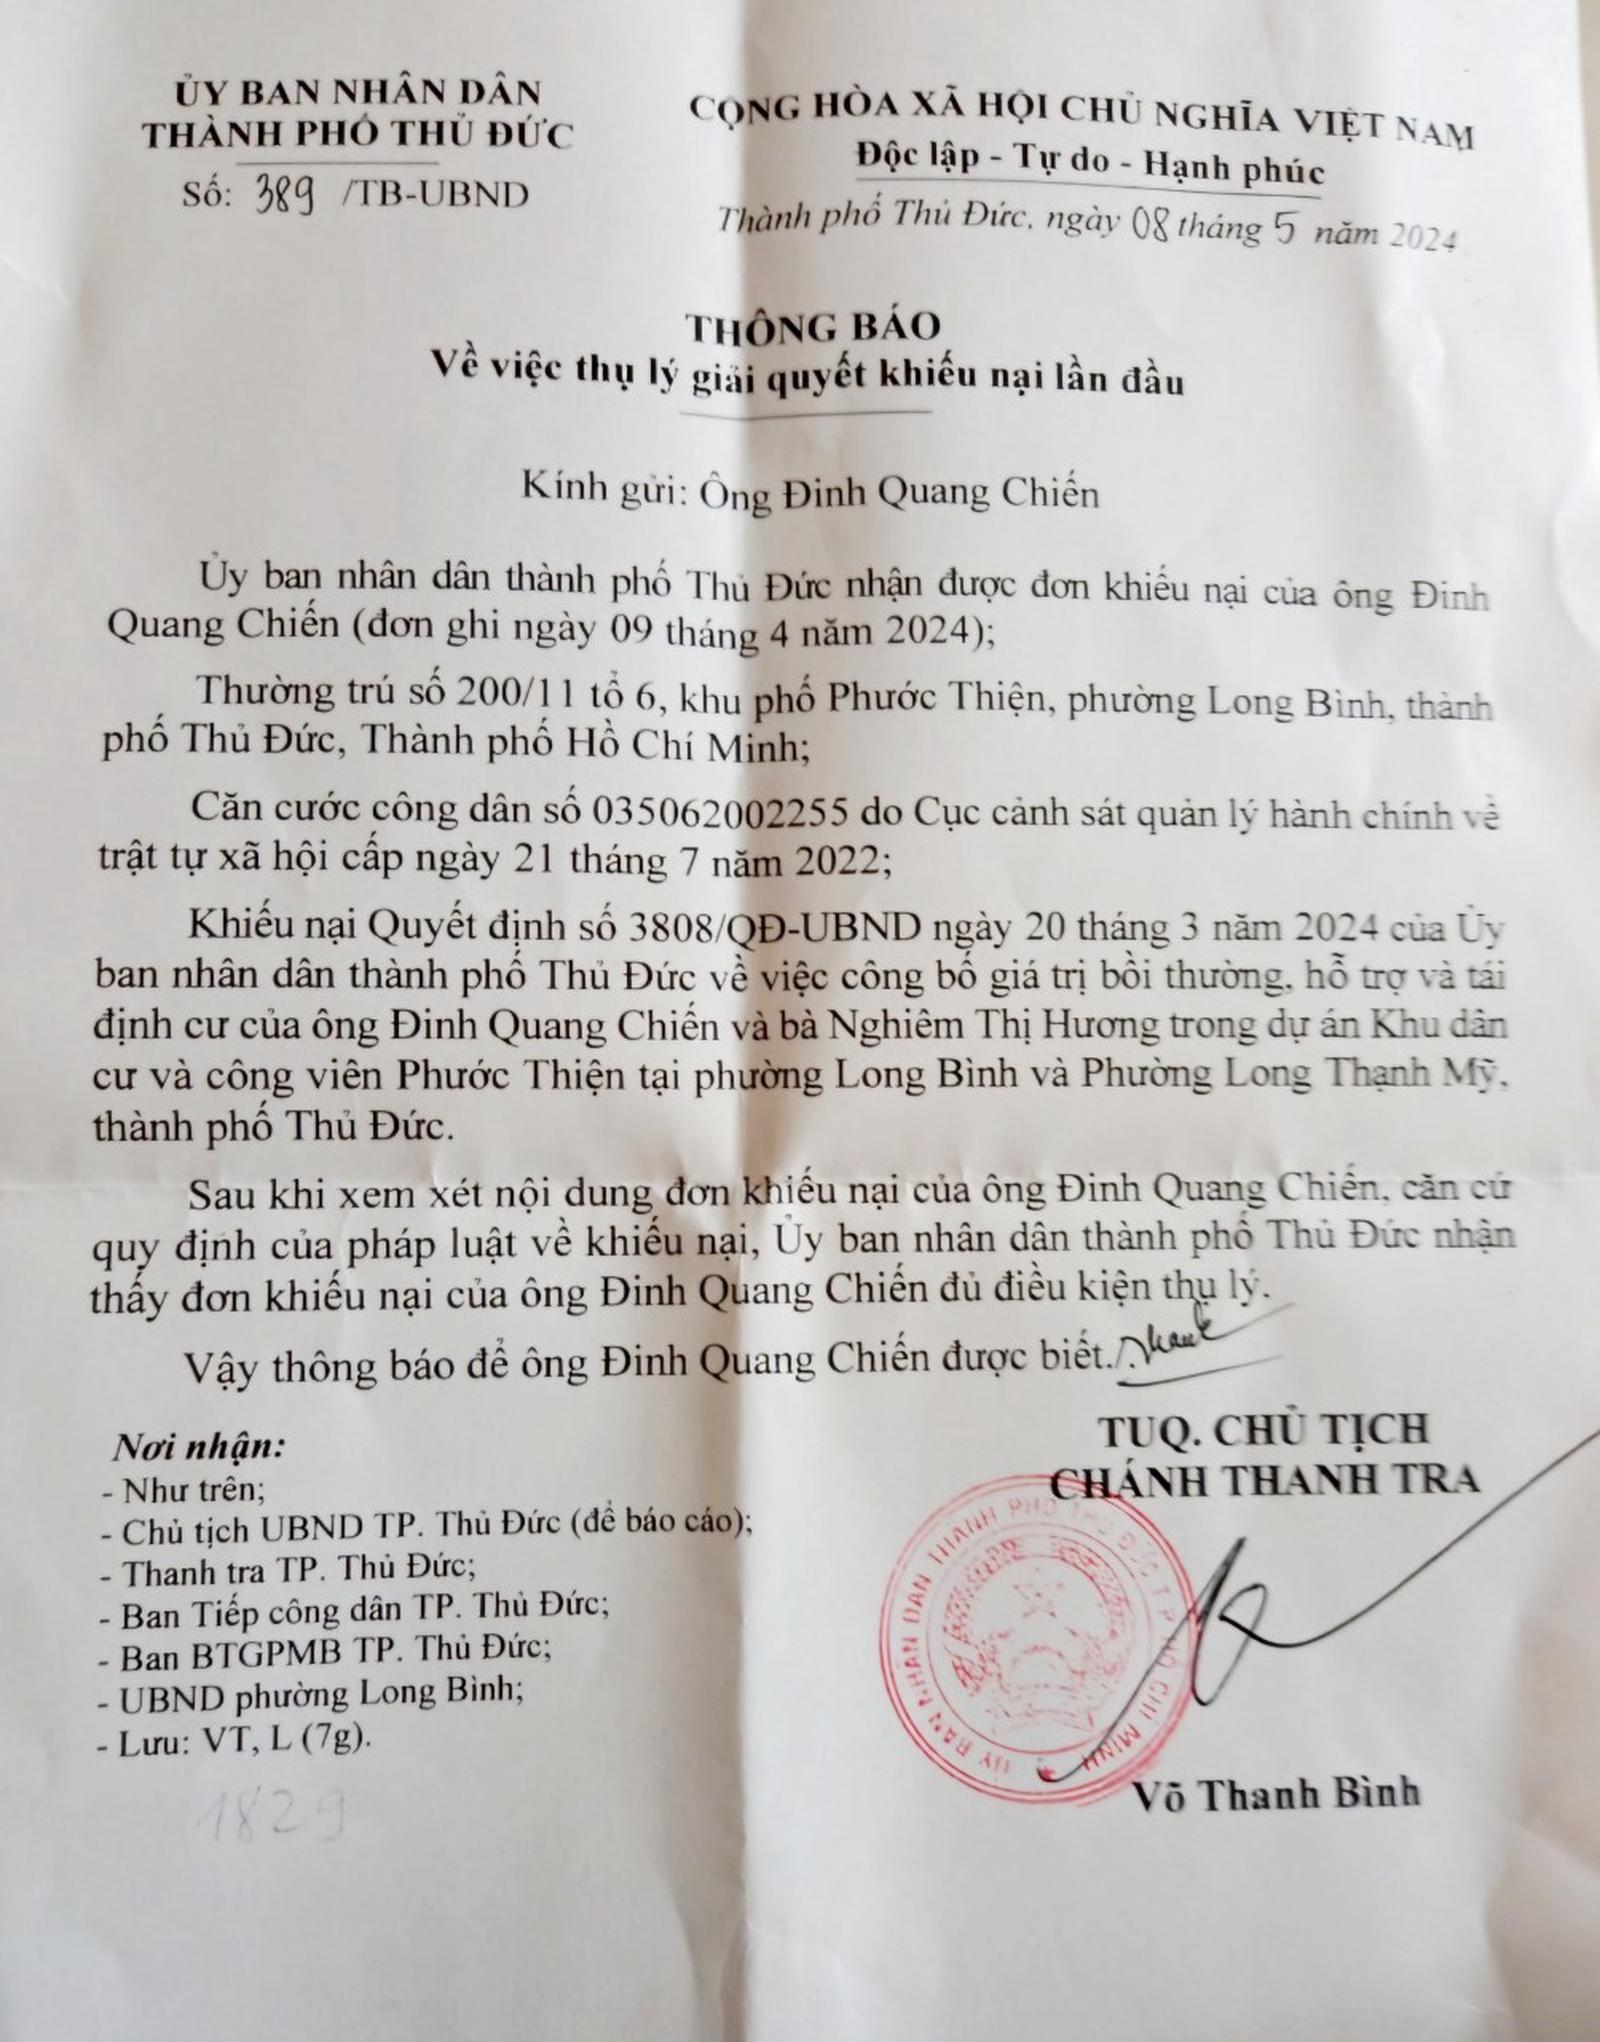 ỦY BAN NHÂN DÂN
THÀNH PHỐ THỦ ĐỨC
Số: 389 /TB-UBND
CỘNG HÒA XÃ HỘI CHỦ NGHĨA VIỆT NAM
Độc lập - Tự do - Hạnh phúc
Thành phố Thủ Đức, ngày 08 tháng 5 năm 2024
THÔNG BÁO
Về việc thụ lý giải quyết khiếu nại lần đầu
Kính gửi: Ông Đinh Quang Chiến
Ủy ban nhân dân thành phố Thủ Đức nhận được đơn khiếu nại của ông Đinh
Quang Chiến (đơn ghi ngày 09 tháng 4 năm 2024);
Thường trú số 200/11 tổ 6, khu phố Phước Thiện, phường Long Bình, thành
phố Thủ Đức, Thành phố Hồ Chí Minh;
Căn cước công dân số 035062002255 do Cục cảnh sát quản lý hành chính về
trật tự xã hội cấp ngày 21 tháng 7 năm 2022;
Khiếu nại Quyết định số 3808/QĐ-UBND ngày 20 tháng 3 năm 2024 của Ủy
ban nhân dân thành phố Thủ Đức về việc công bố giá trị bồi thường, hỗ trợ và tái
định cư của ông Đinh Quang Chiến và bà Nghiêm Thị Hương trong dự án Khu dân
cư và công viên Phước Thiện tại phường Long Bình và Phường Long Thạnh Mỹ,
thành phố Thủ Đức.
Sau khi xem xét nội dung đơn khiếu nại của ông Đinh Quang Chiến, căn cứ
quy định của pháp luật về khiếu nại, Ủy ban nhân dân thành phố Thủ Đức nhận
thấy đơn khiếu nại của ông Đinh Quang Chiến đủ điều kiện thụ lý.
Vậy thông báo để ông Đinh Quang Chiến được biết./.
Nơi nhận:
- Như trên;
- Chủ tịch UBND TP. Thủ Đức (để báo cáo);
- Thanh tra TP. Thủ Đức;
- Ban Tiếp công dân TP. Thủ Đức;
- Ban BTGPMB TP. Thủ Đức;
- UBND phường Long Bình;
- Lưu: VT, L (7g).
1829
TUQ. CHỦ TỊCH
CHÁNH THANH TRA
ỦY BAN NHÂN DÂN THÀNH PHỐ THỦ ĐỨC T.P HỒ CHÍ MINH
Võ Thanh Bình